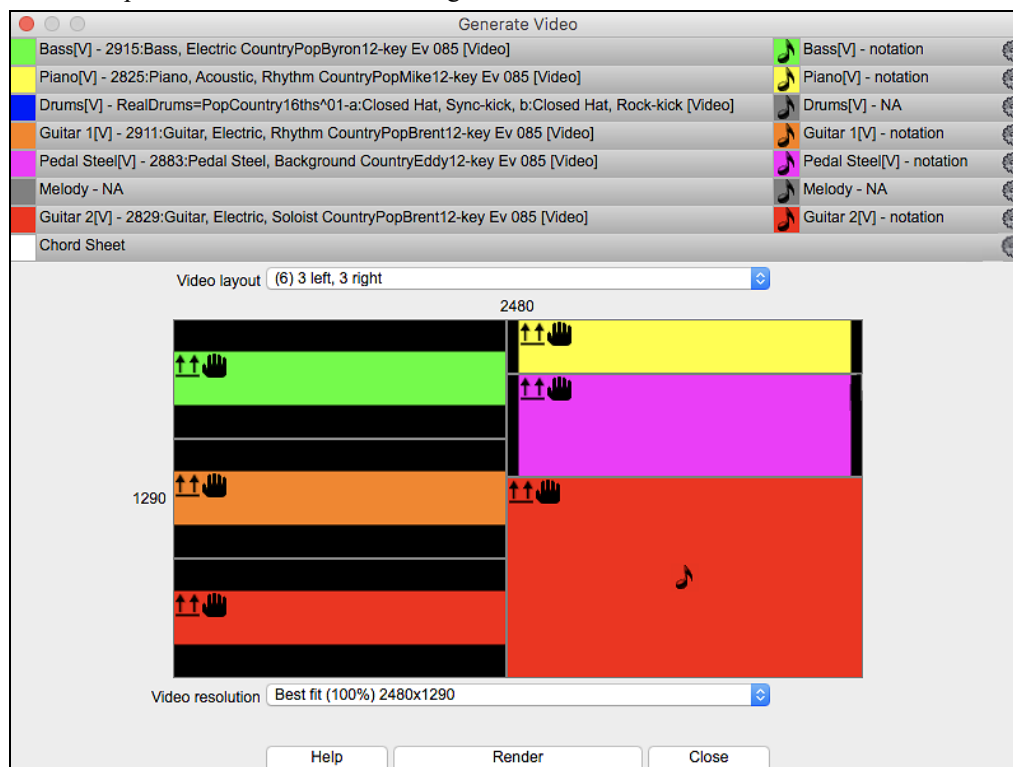 Generate Video
Bass[V] - 2915:Bass, Electric CountryPopByron12-key Ev 085 [Video] Bass[V] - notation
Piano[V] - 2825:Piano, Acoustic, Rhythm CountryPopMike12-key Ev 085 [Video] Piano[V] - notation
Drums[V] - RealDrums=PopCountry16ths^01-a:Closed Hat, Sync-kick, b:Closed Hat, Rock-kick [Video] Drums[V] - NA
Guitar 1[V] - 2911:Guitar, Electric, Rhythm CountryPopBrent12-key Ev 085 [Video] Guitar 1[V] - notation
Pedal Steel[V] - 2883:Pedal Steel, Background CountryEddy12-key Ev 085 [Video] Pedal Steel[V] - notation
Melody - NA Melody - NA
Guitar 2[V] - 2829:Guitar, Electric, Soloist CountryPopBrent12-key Ev 085 [Video] Guitar 2[V] - notation
Chord Sheet
Video layout (6) 3 left, 3 right
2480
1290
Video resolution Best fit (100%) 2480x1290
Help Render Close